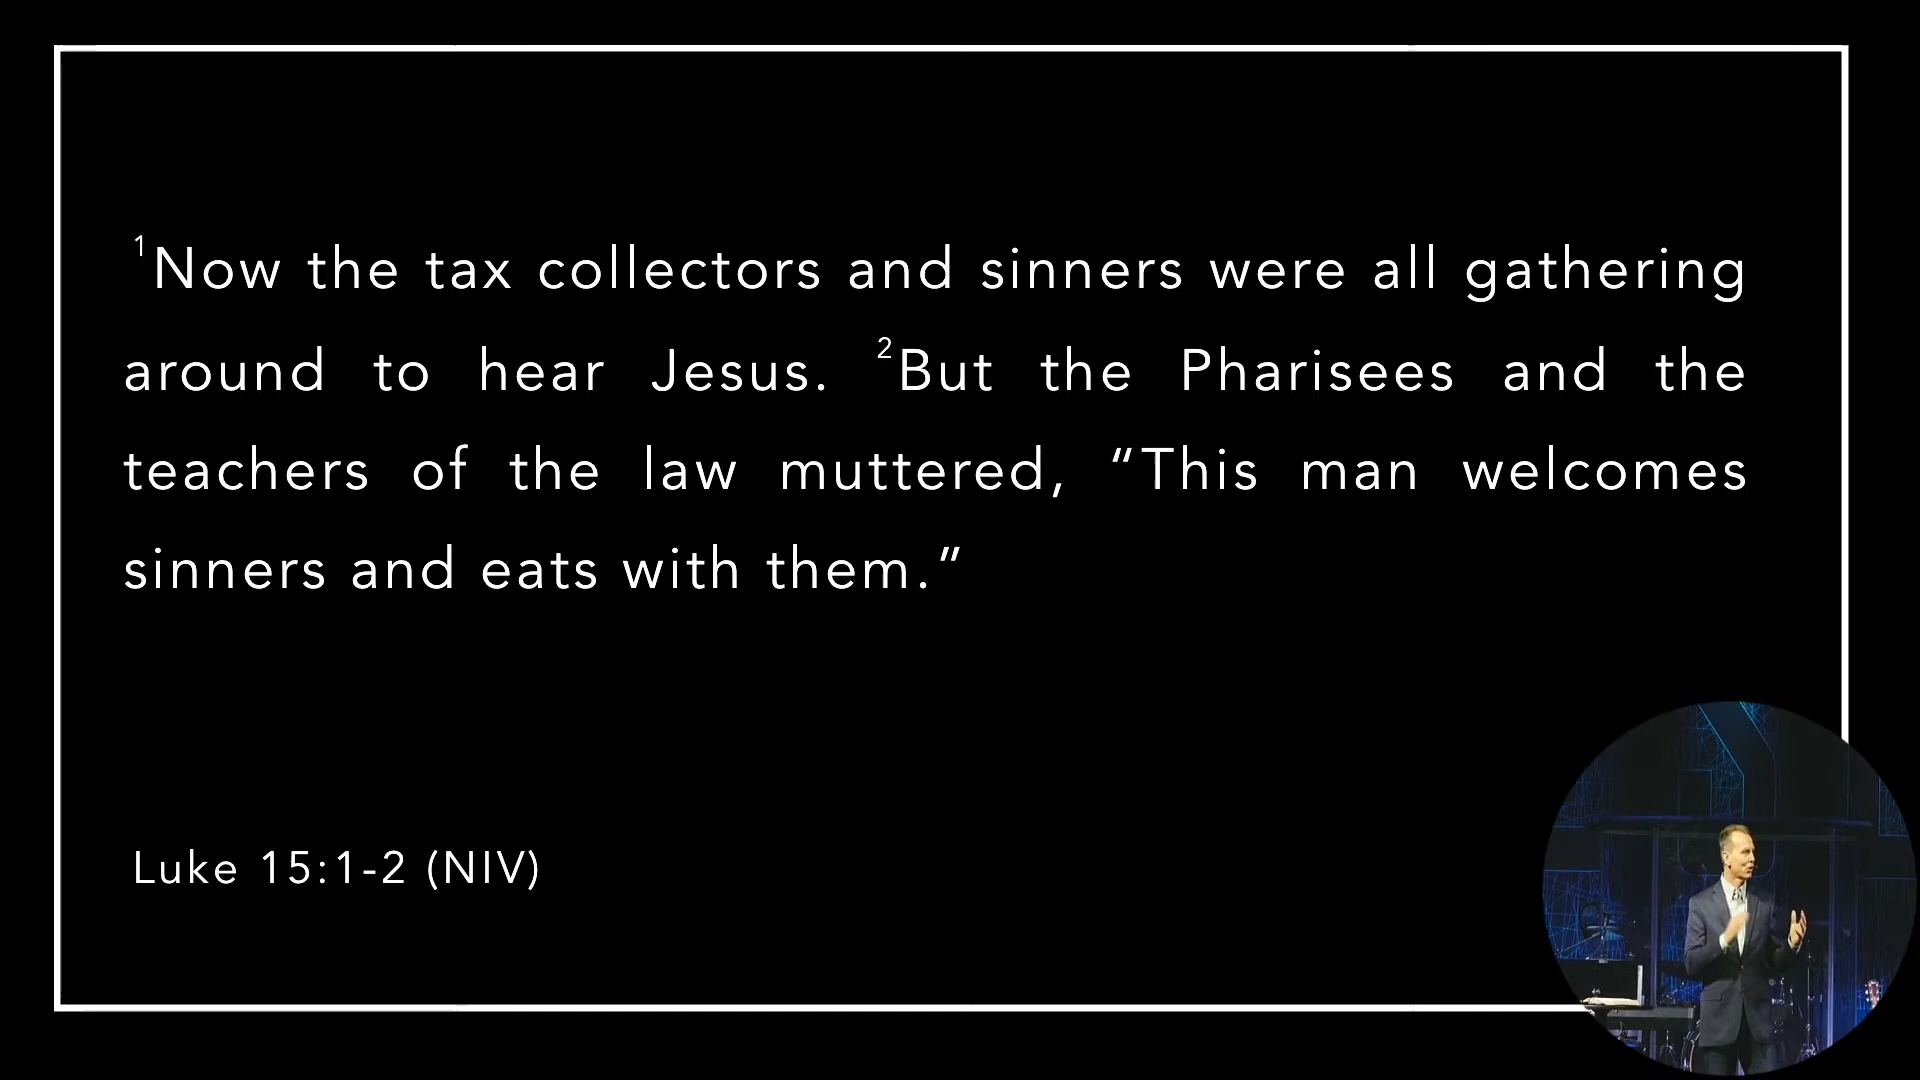 ¹Now the tax collectors and sinners were all gathering
around to hear Jesus. ²But the Pharisees and the
teachers of the law muttered, “This man welcomes
sinners and eats with them.”
Luke 15:1-2 (NIV)